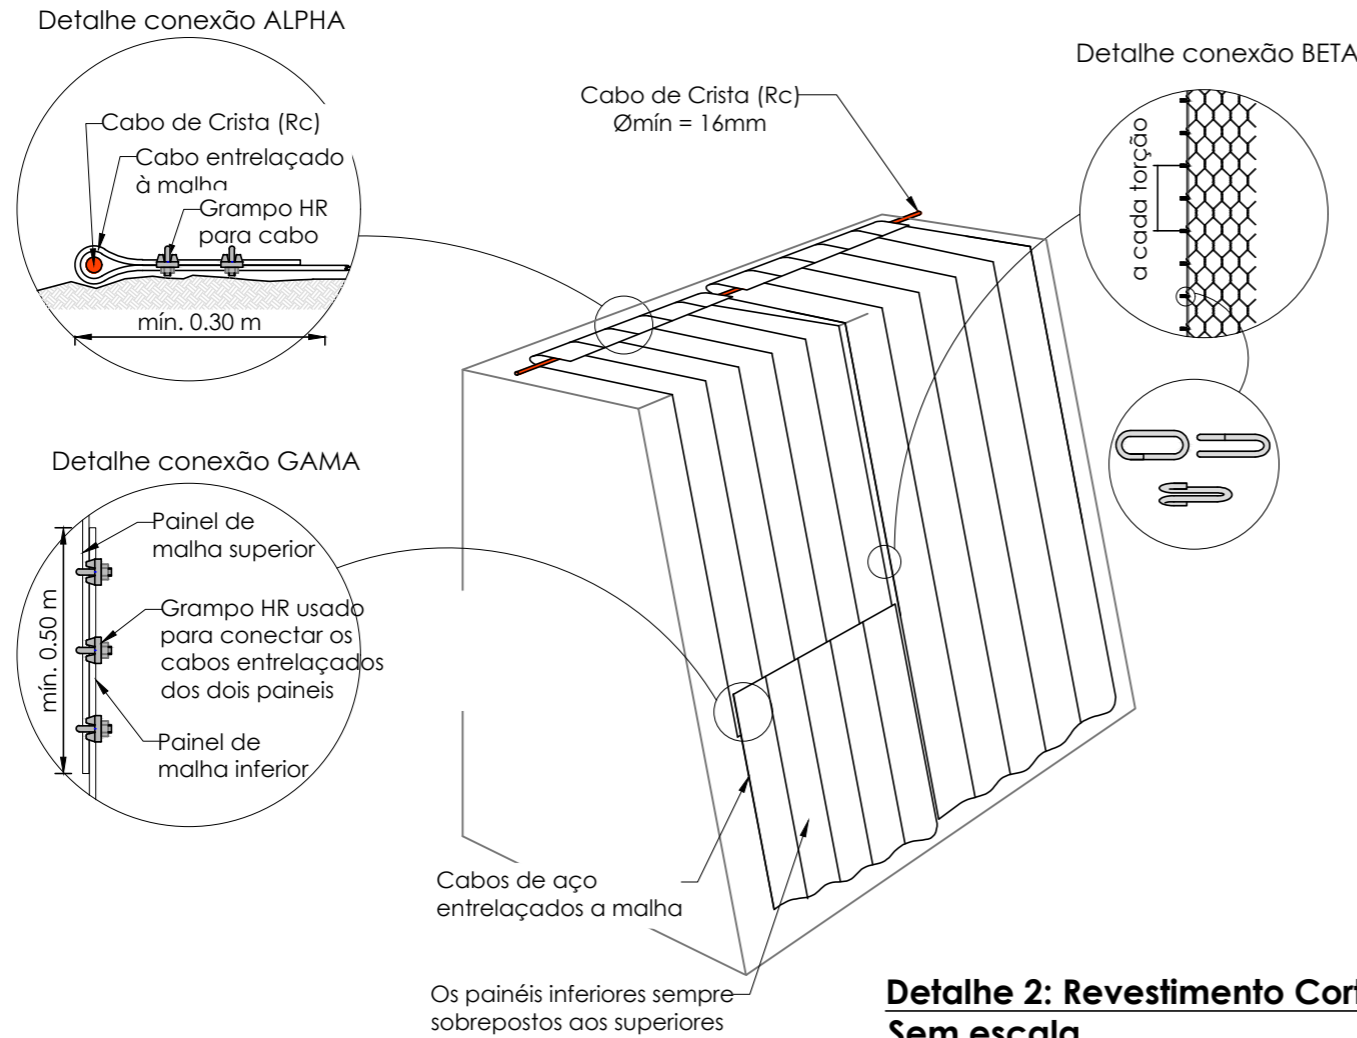 Detalhe conexão ALPHA
Cabo de Crista (Rc)
Cabo entrelaçado
à malha
Grampo HR
para cabo
mín. 0.30 m
Cabo de Crista (Rc)
Ømín = 16mm
Detalhe conexão BETA
a cada torção
Detalhe conexão GAMA
Painel de
malha superior
Grampo HR usado
para conectar os
cabos entrelaçados
dos dois paineis
Painel de
malha inferior
mín. 0.50 m
Cabos de aço
entrelaçados a malha
Os painéis inferiores sempre
sobrepostos aos superiores
Detalhe 2: Revestimento
Sem escala